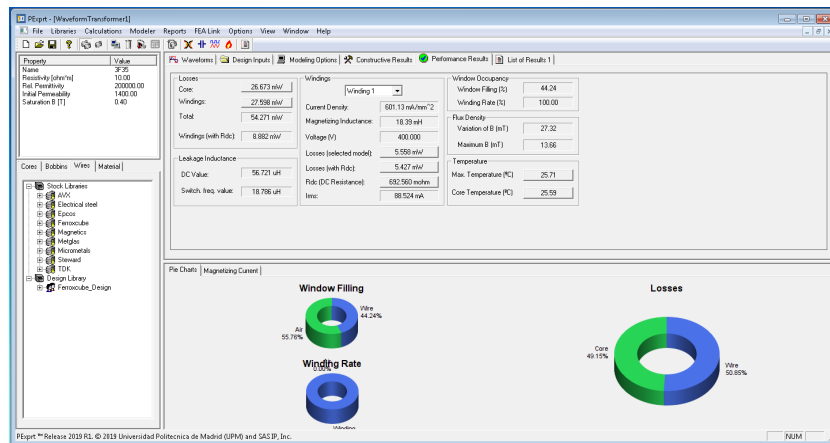 PExprt - [WaveformTransformer1]
File Libraries Calculations Modeler Reports FEA Link Options View Window Help
Property Value
Name 3F35
Resistivity [ohm*m] 10.00
Rel. Permittivity 200000.00
Initial Permeability 1400.00
Saturation B [T] 0.40
Cores Bobbins Wires Material
Stock Libraries
AVX
Electrical steel
Epcos
Ferroxcube
Magnetics
Metglas
Micrometals
Steward
TDK
Design Library
Ferroxcube_Design
Waveforms Design Inputs Modeling Options Constructive Results Performance Results List of Results 1
Losses
Core: 26.673 mW
Windings: 27.598 mW
Total: 54.271 mW
Windings (with Rdc): 8.882 mW
Leakage Inductance
DC Value: 56.721 uH
Switch. freq. value: 18.786 uH
Windings
Winding 1
Current Density: 601.13 mA/mm^2
Magnetizing Inductance: 18.39 mH
Voltage (V) 400.000
Losses (selected model): 5.558 mW
Losses (with Rdc): 5.427 mW
Rdc (DC Resistance): 692.560 mohm
Irms: 88.524 mA
Window Occupancy
Window Filling (%) 44.24
Winding Rate (%) 100.00
Flux Density
Variation of B (mT) 27.32
Maximum B (mT) 13.66
Temperature
Max. Temperature (ºC) 25.71
Core Temperature (ºC) 25.59
Pie Charts Magnetizing Current
Window Filling
Wire
44.24%
Air
55.76%
Winding Rate
0.00%
Winding
Losses
Core
49.15%
Wire
50.85%
PExprt ™ Release 2019 R1. © 2019 Universidad Politecnica de Madrid (UPM) and SAS IP, Inc.
NUM